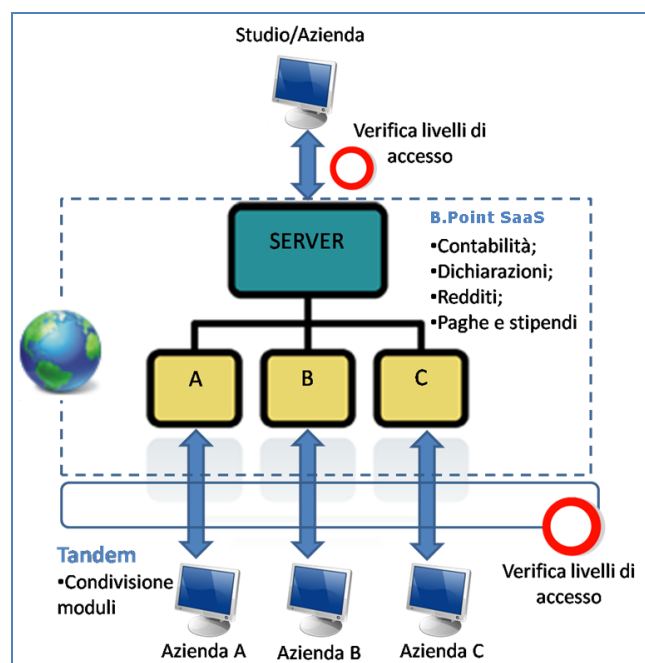 Studio/Azienda
Verifica livelli di
accesso
B.Point SaaS
SERVER
•Contabilità;
•Dichiarazioni;
•Redditi;
•Paghe e stipendi
A
B
C
Tandem
•Condivisione
moduli
Verifica livelli di
accesso
Azienda A
Azienda B
Azienda C